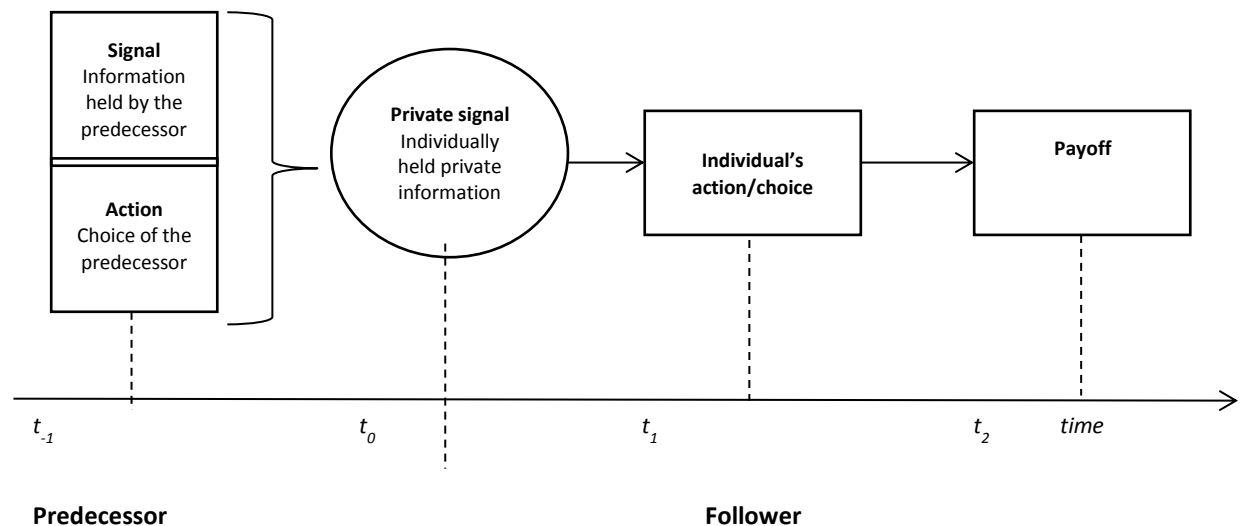 Signal
Information
held by the
predecessor
Action
Choice of the
predecessor
Private signal
Individually
held private
information
Individual's
action/choice
Payoff
t-1
t0
t1
t2
time
Predecessor
Follower